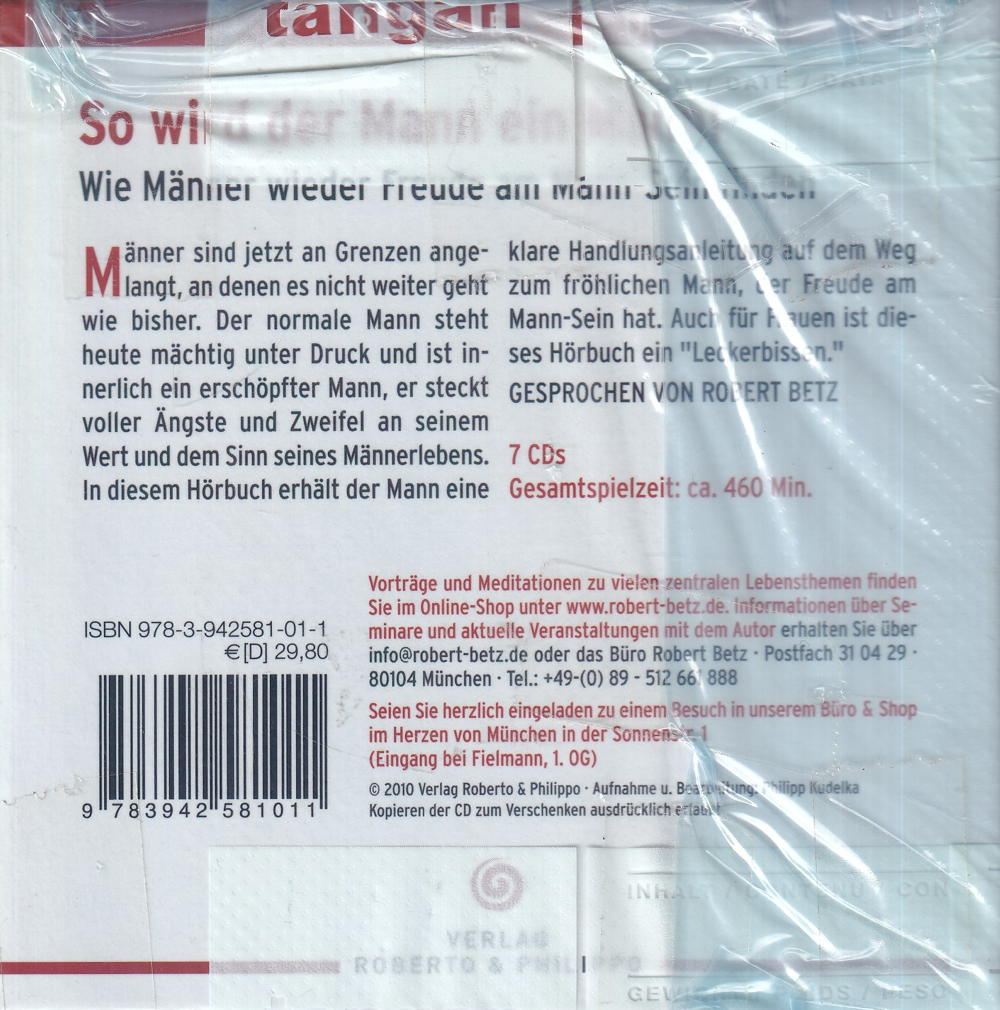 So wird der Mann ein
Wie Männer wieder Freude am Mann-Sein finden
Männer sind jetzt an Grenzen ange-
langt, an denen es nicht weiter geht
wie bisher. Der normale Mann steht
heute mächtig unter Druck und ist in-
nerlich ein erschöpfter Mann, er steckt
voller Ängste und Zweifel an seinem
Wert und dem Sinn seines Männerlebens.
In diesem Hörbuch erhält der Mann eine
klare Handlungsanleitung auf dem Weg
zum fröhlichen Mann, der Freude am
Mann-Sein hat. Auch für Frauen ist die-
ses Hörbuch ein "Leckerbissen."
GESPROCHEN VON ROBERT BETZ
7 CDs
Gesamtspielzeit: ca. 460 Min.
ISBN 978-3-942581-01-1
€[D] 29,80
9 783942 581011
Vorträge und Meditationen zu vielen zentralen Lebensthemen finden
Sie im Online-Shop unter www.robert-betz.de. Informationen über Se-
minare und aktuelle Veranstaltungen mit dem Autor erhalten Sie über
info@robert-betz.de oder das Büro Robert Betz · Postfach 31 04 29 ·
80104 München · Tel.: +49-(0) 89 - 512 661 888
Seien Sie herzlich eingeladen zu einem Besuch in unserem Büro & Shop
im Herzen von München in der Sonnenstr. 1
(Eingang bei Fielmann, 1. OG)
© 2010 Verlag Roberto & Philippo · Aufnahme u. Bearbeitung: Philipp Kudelka
Kopieren der CD zum Verschenken ausdrücklich erlaubt
VERLAG
ROBERTO & PHILIPPO
INHALT / CONTENU / CON